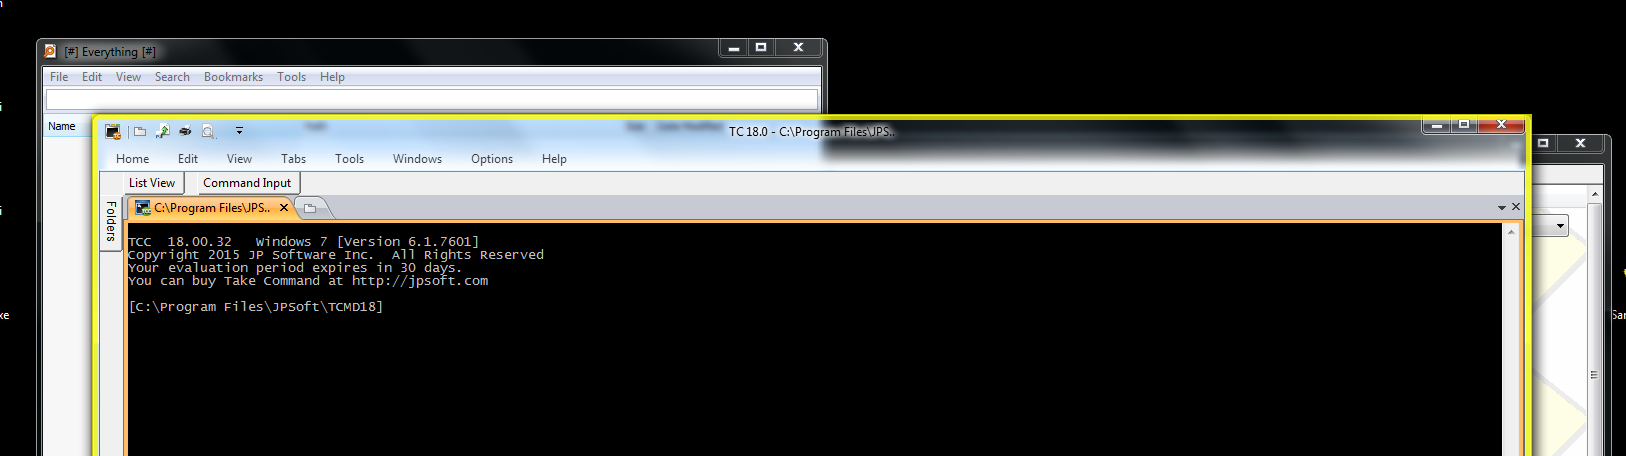 [#] Everything [#]
File Edit View Search Bookmarks Tools Help
Name
TC 18.0 - C:\Program Files\JPS..
Home Edit View Tabs Tools Windows Options Help
List View Command Input
Folders
C:\Program Files\JPS..
TCC 18.00.32 Windows 7 [Version 6.1.7601]
Copyright 2015 JP Software Inc. All Rights Reserved
Your evaluation period expires in 30 days.
You can buy Take Command at http://jpsoft.com
[C:\Program Files\JPSoft\TCMD18]